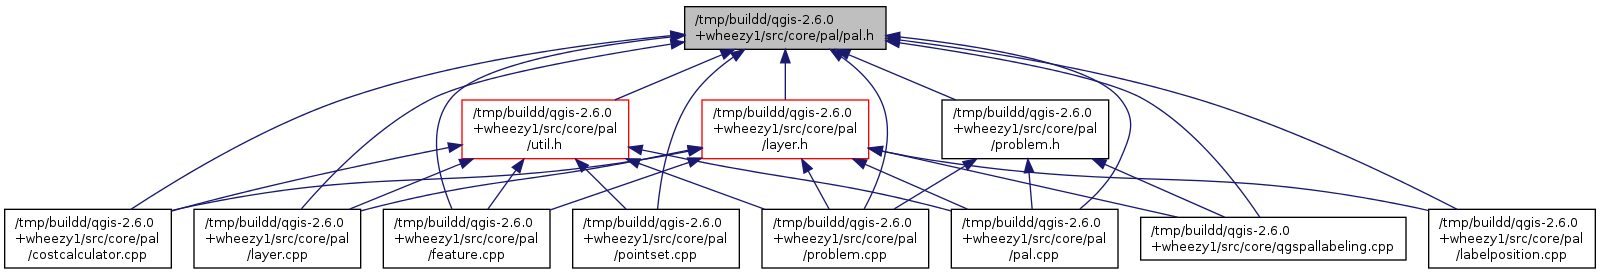 /tmp/buildd/qgis-2.6.0
+wheezy1/src/core/pal/pal.h
/tmp/buildd/qgis-2.6.0
+wheezy1/src/core/pal
/util.h
/tmp/buildd/qgis-2.6.0
+wheezy1/src/core/pal
/layer.h
/tmp/buildd/qgis-2.6.0
+wheezy1/src/core/pal
/problem.h
/tmp/buildd/qgis-2.6.0
+wheezy1/src/core/pal
/costcalculator.cpp
/tmp/buildd/qgis-2.6.0
+wheezy1/src/core/pal
/layer.cpp
/tmp/buildd/qgis-2.6.0
+wheezy1/src/core/pal
/feature.cpp
/tmp/buildd/qgis-2.6.0
+wheezy1/src/core/pal
/pointset.cpp
/tmp/buildd/qgis-2.6.0
+wheezy1/src/core/pal
/problem.cpp
/tmp/buildd/qgis-2.6.0
+wheezy1/src/core/pal
/pal.cpp
/tmp/buildd/qgis-2.6.0
+wheezy1/src/core/qgspallabeling.cpp
/tmp/buildd/qgis-2.6.0
+wheezy1/src/core/pal
/labelposition.cpp